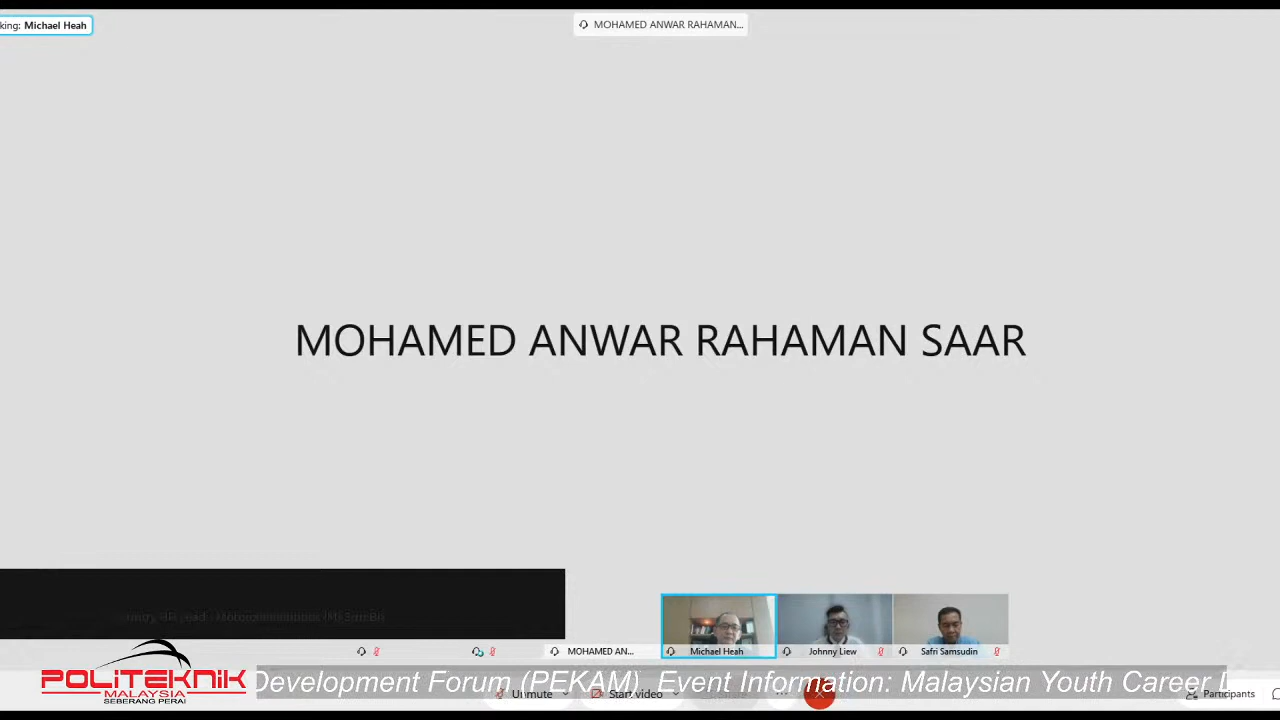 king: Michael Heah
MOHAMED ANWAR RAHAMAN...
MOHAMED ANWAR RAHAMAN SAAR
MOHAMED AN...
Michael Heah
Johnny Liew
Safri Samsudin
POLITEKNIK
MALAYSIA
SEBERANG PERAI
Development Forum (PEKAM), Event Information: Malaysian Youth Career
Unmute
Start video
Participants